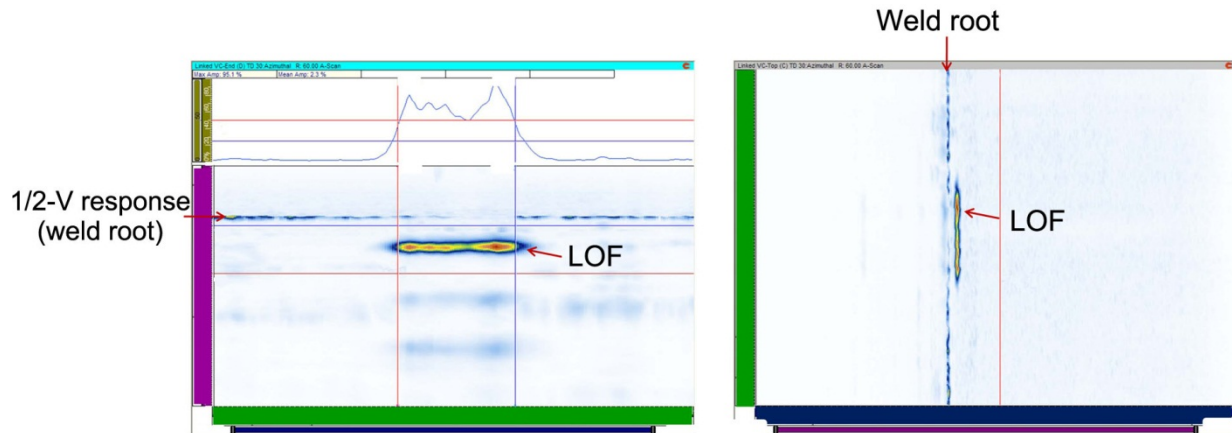 Weld root
Linked VC-End (D) TD 30:Azimuthal R: 60.00 A-Scan
Max Amp: 95.1 % Mean Amp: 2.3 %
1/2-V response
(weld root)
LOF
Linked VC-Top (C) TD 30:Azimuthal R: 60.00 A-Scan
LOF